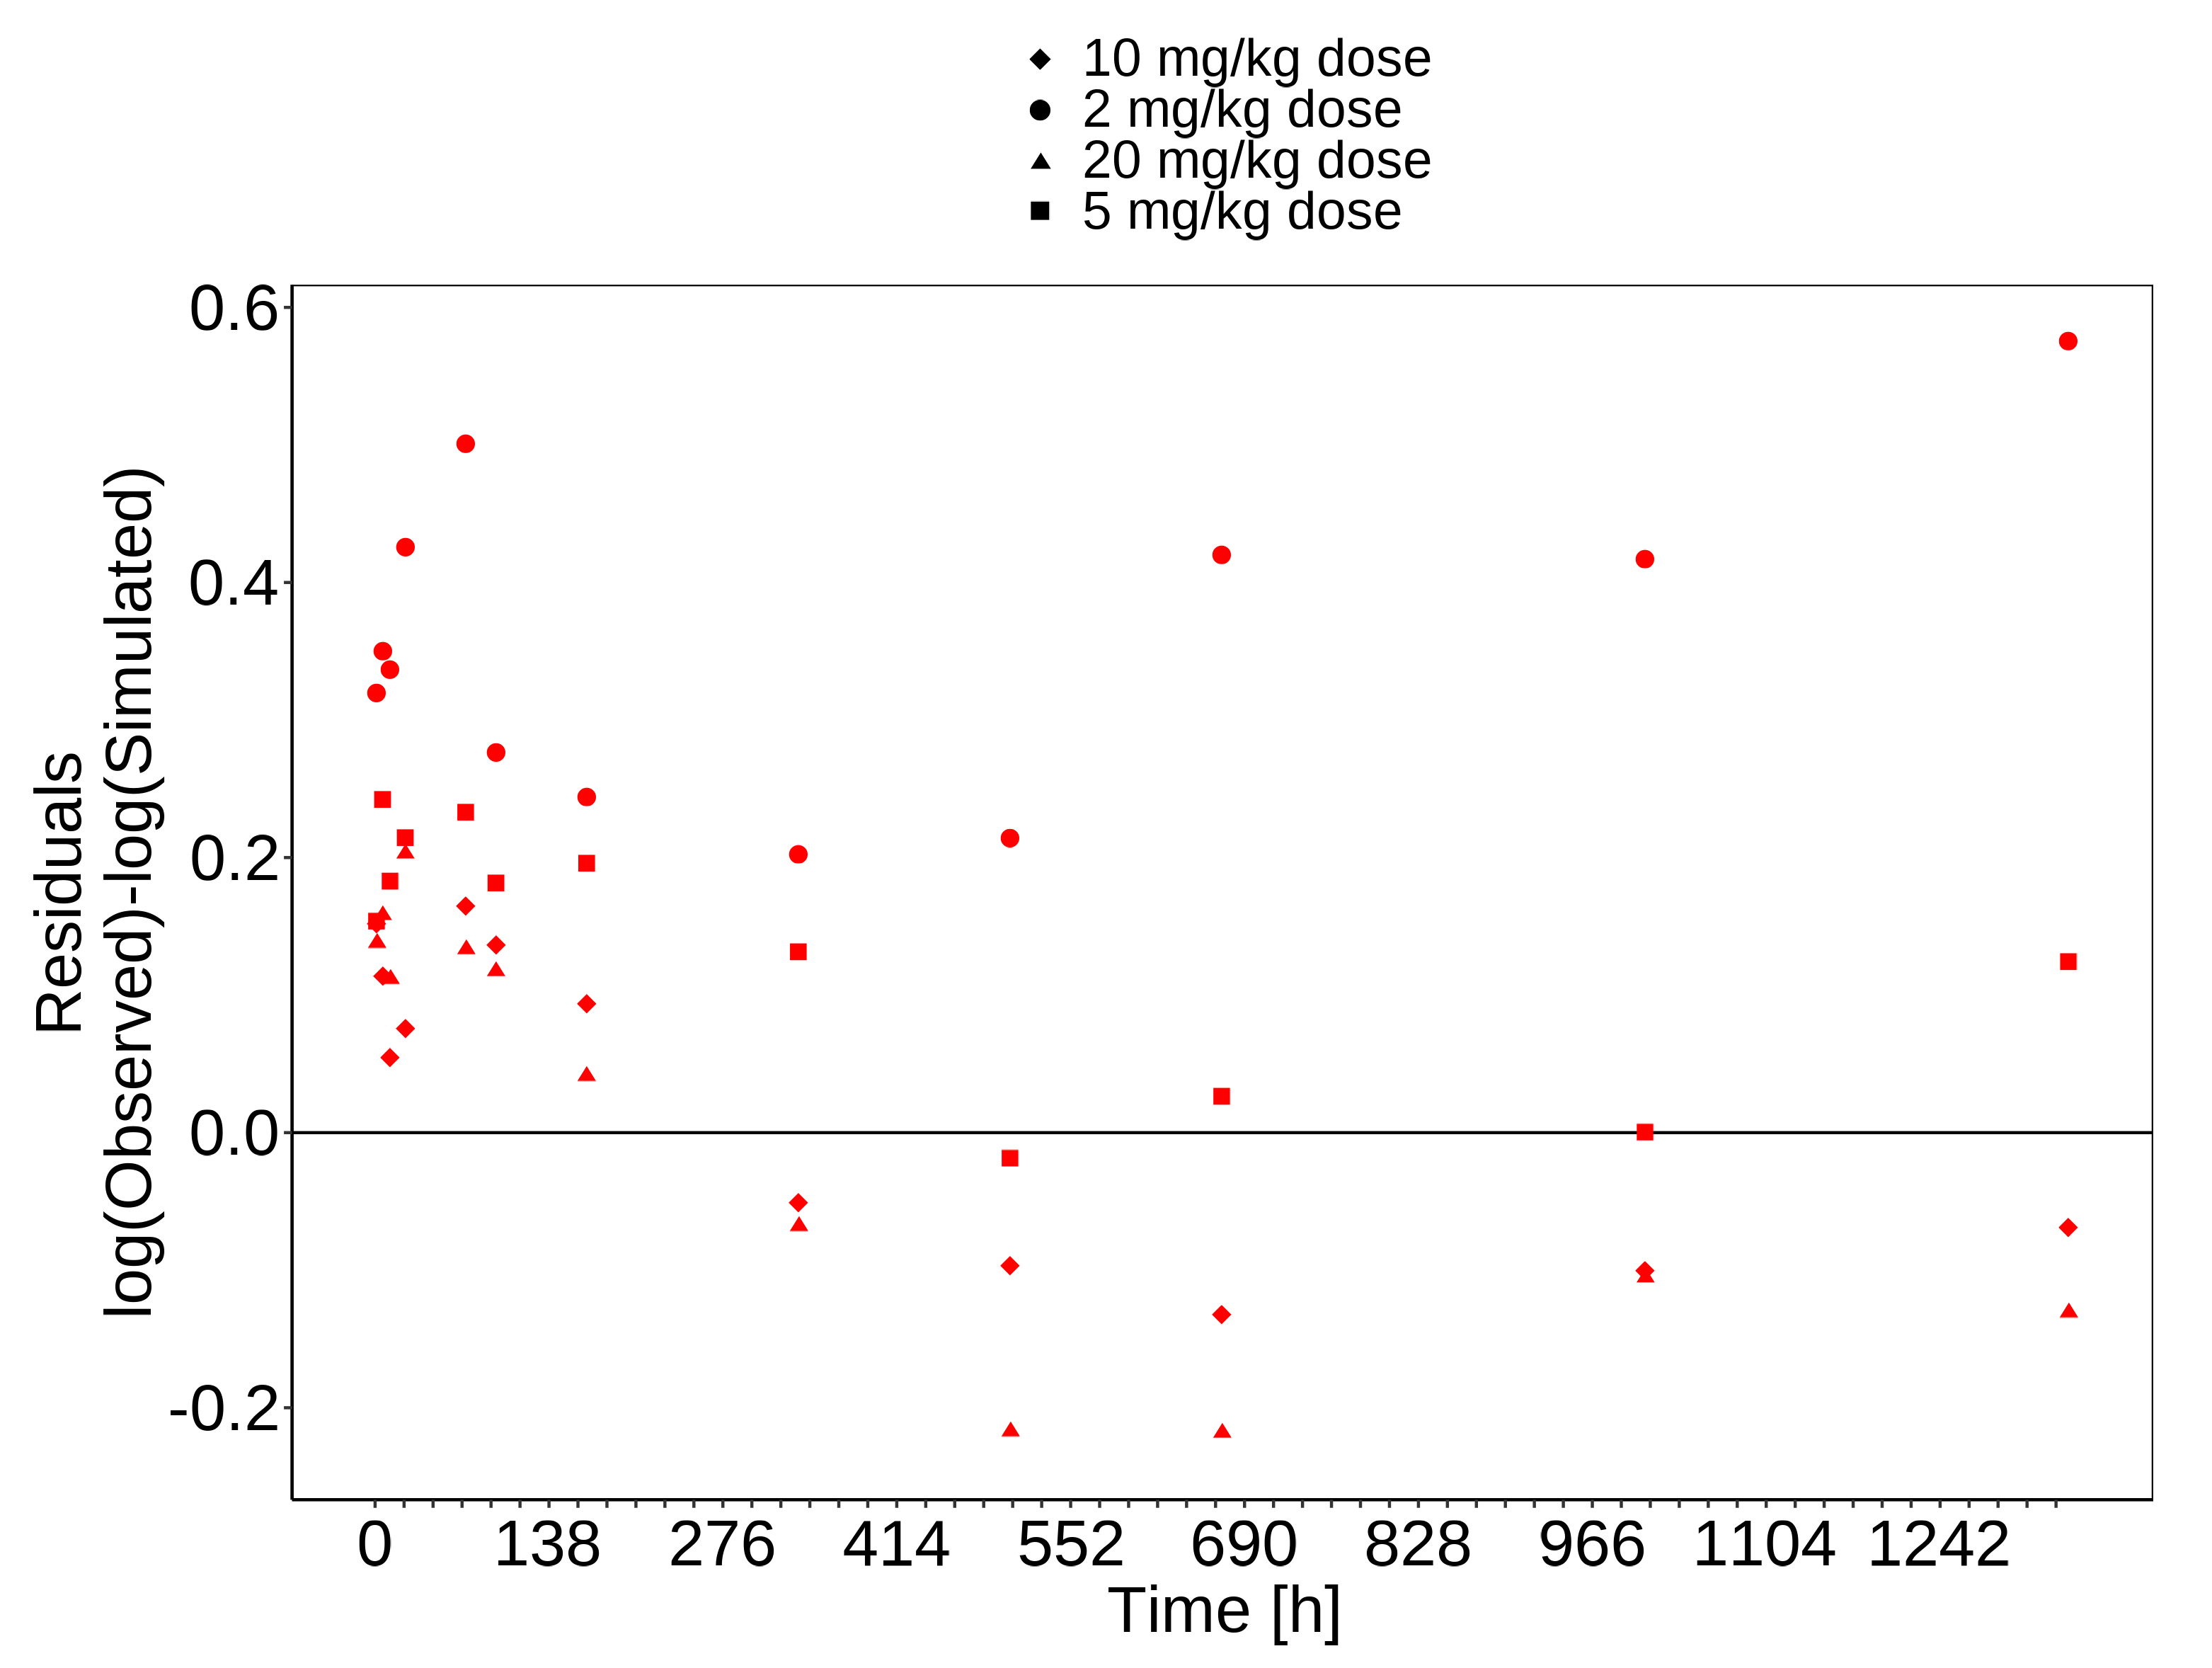 10 mg/kg dose
2 mg/kg dose
20 mg/kg dose
5 mg/kg dose
Residuals
log(Observed)-log(Simulated)
0.6
0.4
0.2
0.0
-0.2
0 138 276 414 552 690 828 966 1104 1242
Time [h]